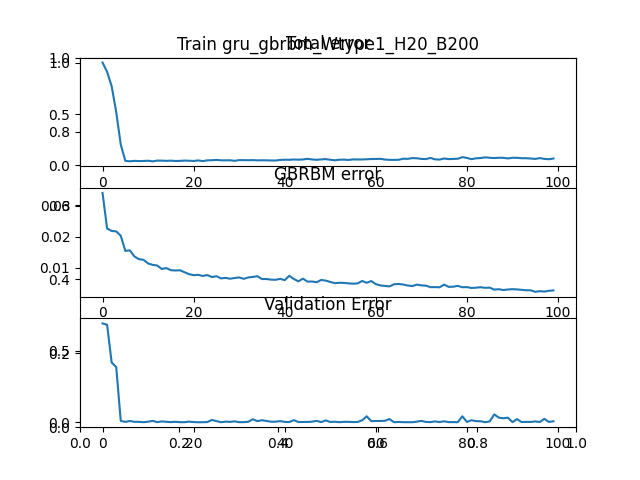 Train gru_gbrbm_Wtype1_H20_B200
Total error
1.0
1.0
0.5
0.8
0.0
0 20 40 60 80 100
GBRBM error
0.03
0.6
0.02
0.01
0.4
0 20 40 60 80 100
Validation Error
0.5
0.2
0.0
0.0
0 20 40 60 80 100
0.0 0.2 0.4 0.6 0.8 1.0